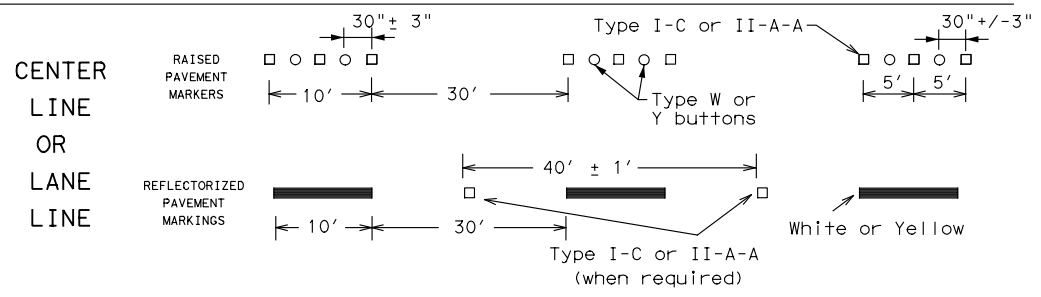 CENTER
LINE
OR
LANE
LINE
RAISED
PAVEMENT
MARKERS
30"± 3"
10'
30'
Type I-C or II-A-A
Type W or
Y buttons
30"+/-3"
5'
5'
REFLECTORIZED
PAVEMENT
MARKINGS
10'
30'
40' ± 1'
Type I-C or II-A-A
(when required)
White or Yellow